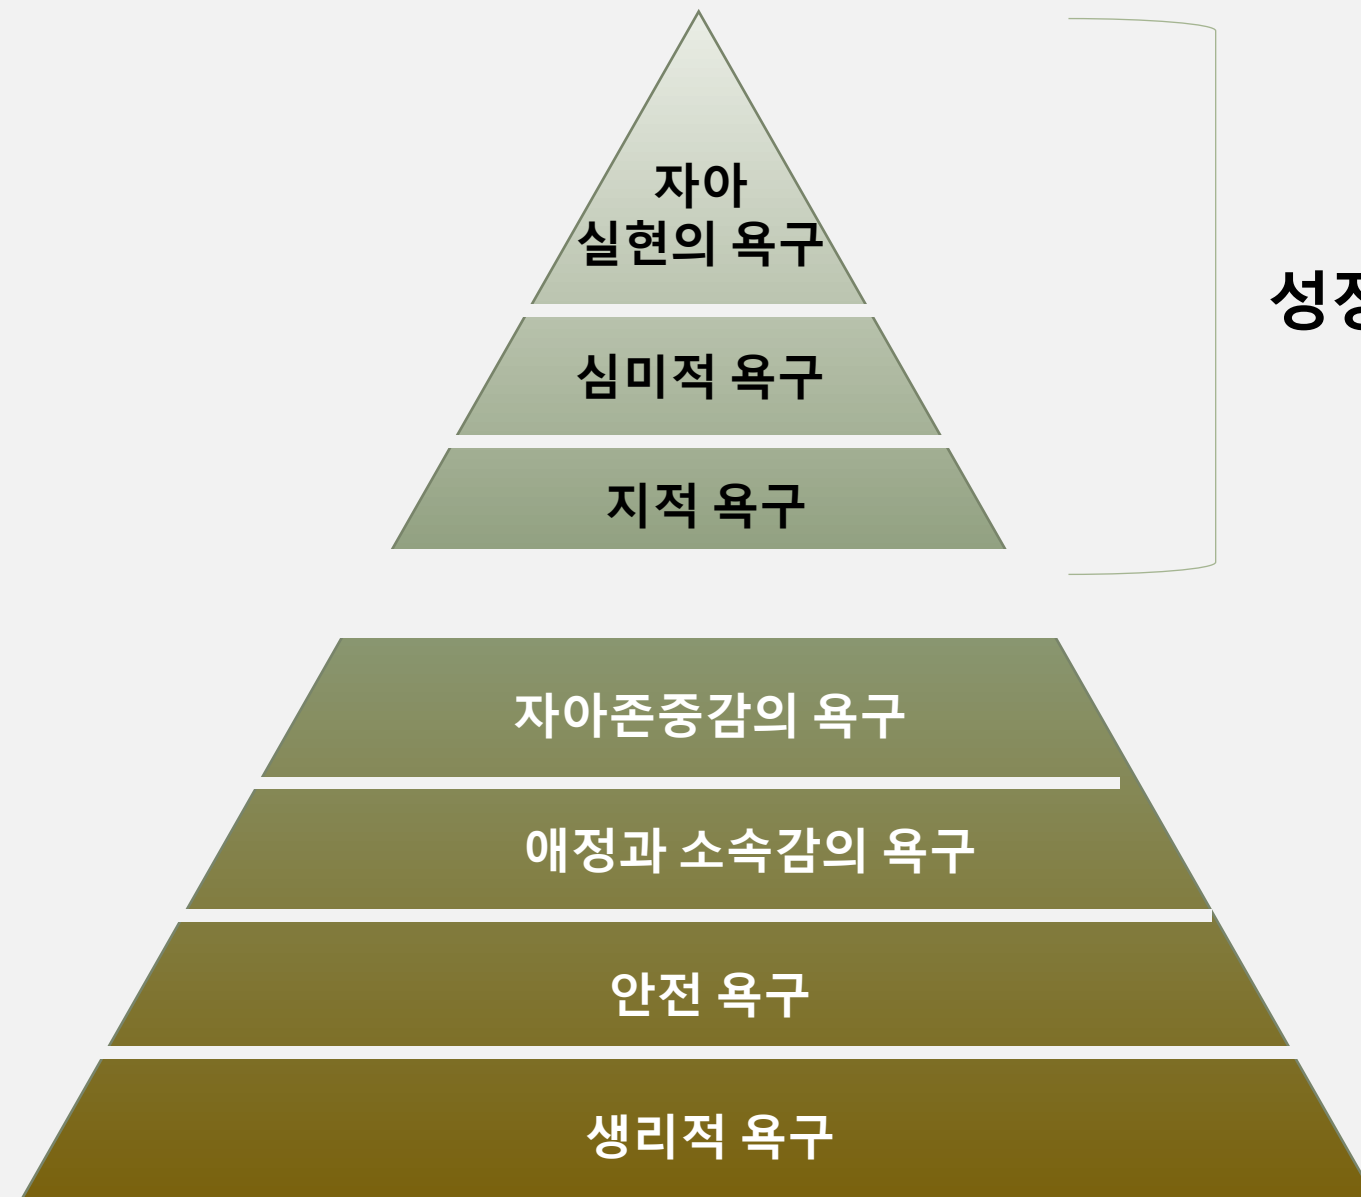 자아
실현의 욕구
심미적 욕구
지적 욕구
자아존중감의 욕구
애정과 소속감의 욕구
안전 욕구
생리적 욕구